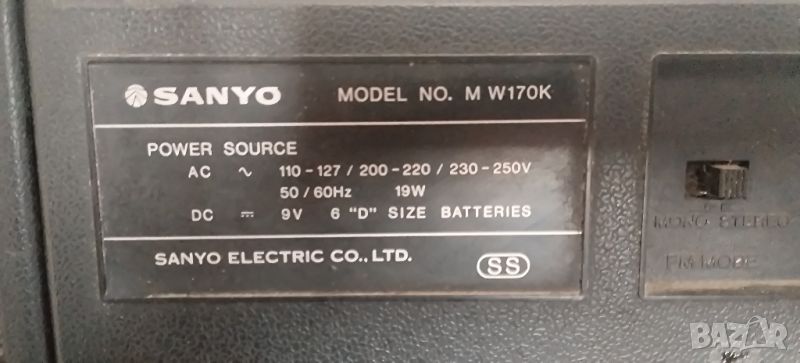 SANYO MODEL NO. M W170K
POWER SOURCE
AC ~ 110-127 / 200-220 / 230-250V
50 / 60Hz 19W
DC ⎓ 9V 6 "D" SIZE BATTERIES
SANYO ELECTRIC CO., LTD.
SS
MONO STEREO
FM MODE
BAZAR